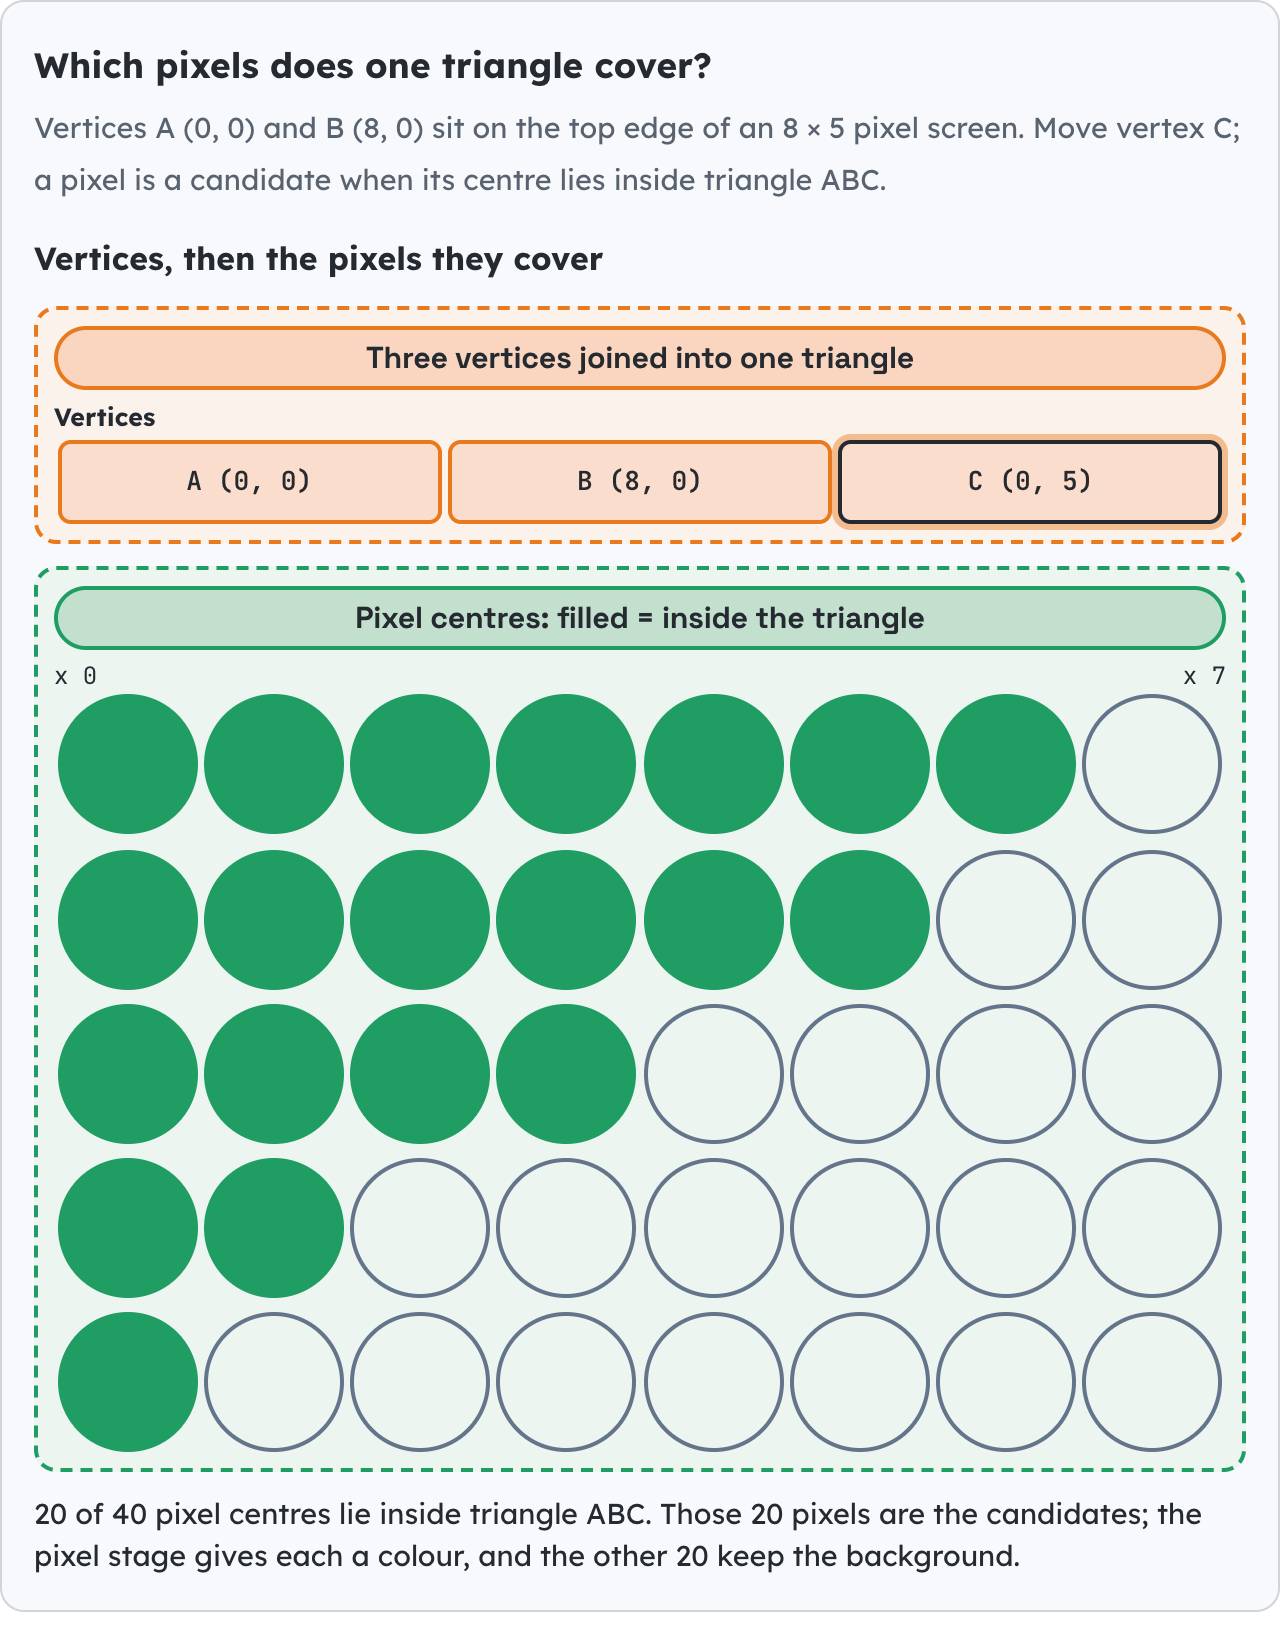 Which pixels does one triangle cover?
Vertices A (0, 0) and B (8, 0) sit on the top edge of an 8 × 5 pixel screen. Move vertex C;
a pixel is a candidate when its centre lies inside triangle ABC.
Vertices, then the pixels they cover
Three vertices joined into one triangle
Vertices
A (0, 0)
B (8, 0)
C (0, 5)
Pixel centres: filled = inside the triangle
x 0
x 7
20 of 40 pixel centres lie inside triangle ABC. Those 20 pixels are the candidates; the
pixel stage gives each a colour, and the other 20 keep the background.